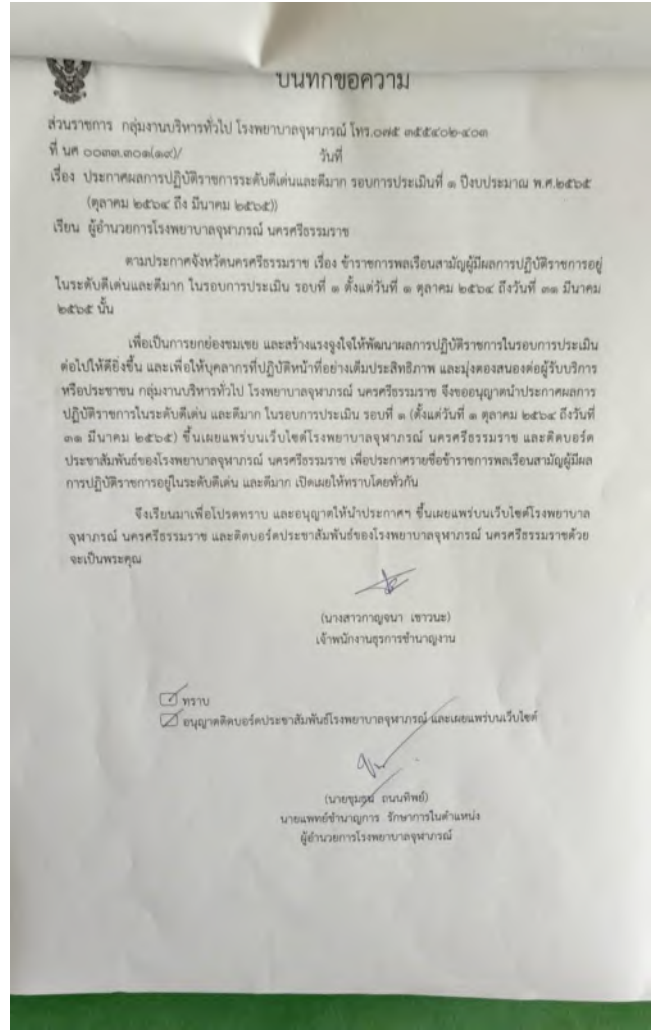 บันทึกข้อความ
ส่วนราชการ กลุ่มงานบริหารทั่วไป โรงพยาบาลจุฬาภรณ์ โทร.๐๗๕ ๓๕๕๔๐๒-๔๐๓
ที่ นศ ๐๐๓๓.๓๐๑(๑๙)/ วันที่
เรื่อง ประกาศผลการปฏิบัติราชการระดับดีเด่นและดีมาก รอบการประเมินที่ ๑ ปีงบประมาณ พ.ศ.๒๕๖๕
(ตุลาคม ๒๕๖๔ ถึง มีนาคม ๒๕๖๕))
เรียน ผู้อำนวยการโรงพยาบาลจุฬาภรณ์ นครศรีธรรมราช
ตามประกาศจังหวัดนครศรีธรรมราช เรื่อง ข้าราชการพลเรือนสามัญผู้มีผลการปฏิบัติราชการอยู่
ในระดับดีเด่นและดีมาก ในรอบการประเมิน รอบที่ ๑ ตั้งแต่วันที่ ๑ ตุลาคม ๒๕๖๔ ถึงวันที่ ๓๑ มีนาคม
๒๕๖๕ นั้น
เพื่อเป็นการยกย่องชมเชย และสร้างแรงจูงใจให้พัฒนาผลการปฏิบัติราชการในรอบการประเมิน
ต่อไปให้ดียิ่งขึ้น และเพื่อให้บุคลากรที่ปฏิบัติหน้าที่อย่างเต็มประสิทธิภาพ และมุ่งตองสนองต่อผู้รับบริการ
หรือประชาชน กลุ่มงานบริหารทั่วไป โรงพยาบาลจุฬาภรณ์ นครศรีธรรมราช จึงขออนุญาตนำประกาศผลการ
ปฏิบัติราชการในระดับดีเด่น และดีมาก ในรอบการประเมิน รอบที่ ๑ (ตั้งแต่วันที่ ๑ ตุลาคม ๒๕๖๔ ถึงวันที่
๓๑ มีนาคม ๒๕๖๕) ขึ้นเผยแพร่บนเว็บไซต์โรงพยาบาลจุฬาภรณ์ นครศรีธรรมราช และติดบอร์ด
ประชาสัมพันธ์ของโรงพยาบาลจุฬาภรณ์ นครศรีธรรมราช เพื่อประกาศรายชื่อข้าราชการพลเรือนสามัญผู้มีผล
การปฏิบัติราชการอยู่ในระดับดีเด่น และดีมาก เปิดเผยให้ทราบโดยทั่วกัน
จึงเรียนมาเพื่อโปรดทราบ และอนุญาตให้นำประกาศฯ ขึ้นเผยแพร่บนเว็บไซต์โรงพยาบาล
จุฬาภรณ์ นครศรีธรรมราช และติดบอร์ดประชาสัมพันธ์ของโรงพยาบาลจุฬาภรณ์ นครศรีธรรมราชด้วย
จะเป็นพระคุณ
(นางสาวกาญจนา เชาวนะ)
เจ้าพนักงานธุรการชำนาญงาน
ทราบ
อนุญาตติดบอร์ดประชาสัมพันธ์โรงพยาบาลจุฬาภรณ์ และเผยแพร่บนเว็บไซต์
ถนนทิพย์)
นายแพทย์ชำนาญการ รักษาการในตำแหน่ง
ผู้อำนวยการโรงพยาบาลจุฬาภรณ์